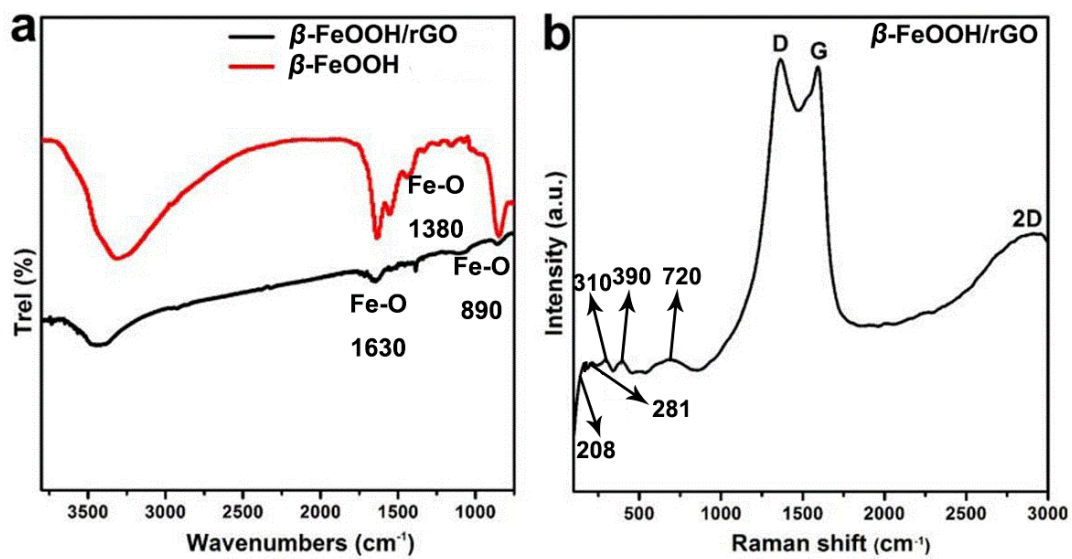 a
β-FeOOH/rGO
β-FeOOH
Fe-O
1380
Fe-O
890
Fe-O
1630
Trel (%)
3500 3000 2500 2000 1500 1000
Wavenumbers (cm⁻¹)
b
β-FeOOH/rGO
D
G
2D
310 390 720
281
208
Intensity (a.u.)
500 1000 1500 2000 2500 3000
Raman shift (cm⁻¹)